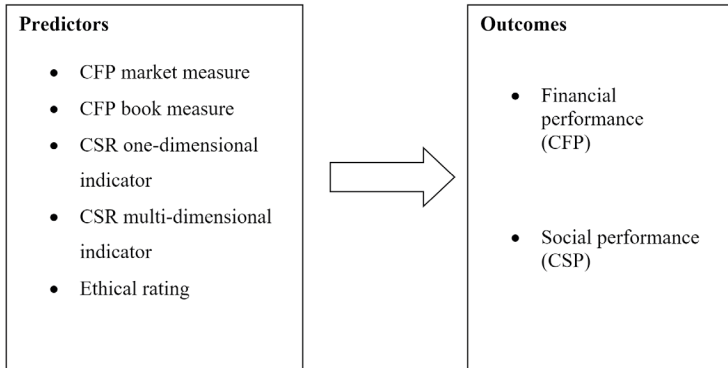 Predictors
• CFP market measure
• CFP book measure
• CSR one-dimensional
indicator
• CSR multi-dimensional
indicator
• Ethical rating
Outcomes
• Financial
performance
(CFP)
• Social performance
(CSP)